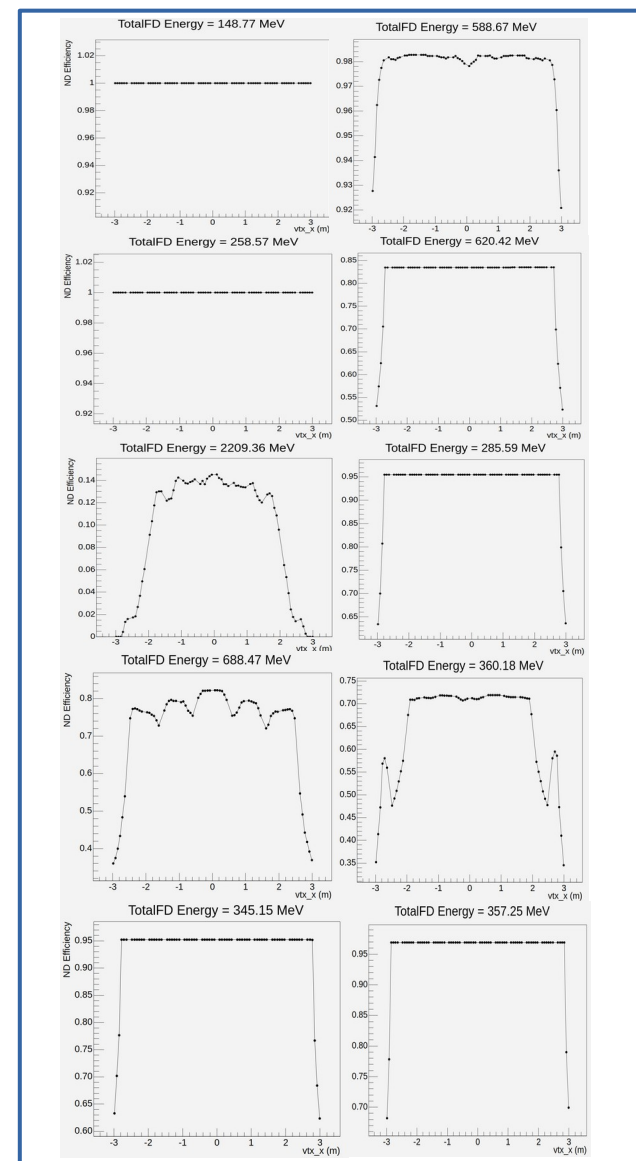 TotalFD Energy = 148.77 MeV
ND Efficiency
1.02
1
0.98
0.96
0.94
0.92
-3 -2 -1 0 1 2 3
vtx_x (m)
TotalFD Energy = 588.67 MeV
0.98
0.97
0.96
0.95
0.94
0.93
0.92
-3 -2 -1 0 1 2 3
vtx_x (m)
TotalFD Energy = 258.57 MeV
ND Efficiency
1.02
1
0.98
0.96
0.94
0.92
-3 -2 -1 0 1 2 3
vtx_x (m)
TotalFD Energy = 620.42 MeV
0.85
0.80
0.75
0.70
0.65
0.60
0.55
0.50
-3 -2 -1 0 1 2 3
vtx_x (m)
TotalFD Energy = 2209.36 MeV
ND Efficiency
0.14
0.12
0.10
0.08
0.06
0.04
0.02
0
-3 -2 -1 0 1 2 3
vtx_x (m)
TotalFD Energy = 285.59 MeV
0.95
0.90
0.85
0.80
0.75
0.70
0.65
-3 -2 -1 0 1 2 3
vtx_x (m)
TotalFD Energy = 688.47 MeV
ND Efficiency
0.8
0.7
0.6
0.5
0.4
-3 -2 -1 0 1 2 3
vtx_x (m)
TotalFD Energy = 360.18 MeV
0.75
0.70
0.65
0.60
0.55
0.50
0.45
0.40
0.35
-3 -2 -1 0 1 2 3
vtx_x (m)
TotalFD Energy = 345.15 MeV
ND Efficiency
0.95
0.90
0.85
0.80
0.75
0.70
0.65
0.60
-3 -2 -1 0 1 2 3
vtx_x (m)
TotalFD Energy = 357.25 MeV
0.95
0.90
0.85
0.80
0.75
0.70
-3 -2 -1 0 1 2 3
vtx_x (m)